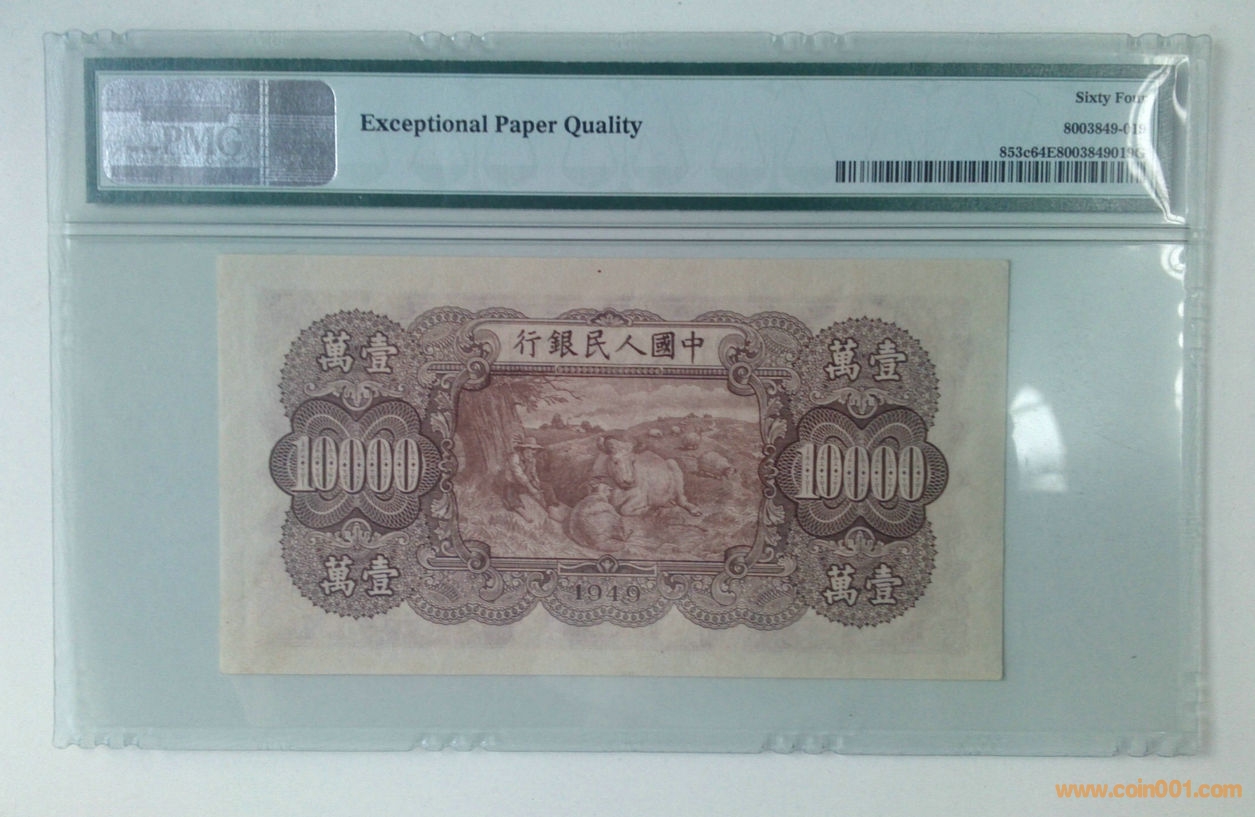 PMG
Exceptional Paper Quality
Sixty Four
8003849-019
853c64E8003849019G
行銀民人國中
萬壹
萬壹
10000
10000
萬壹
萬壹
1949
www.coin001.com